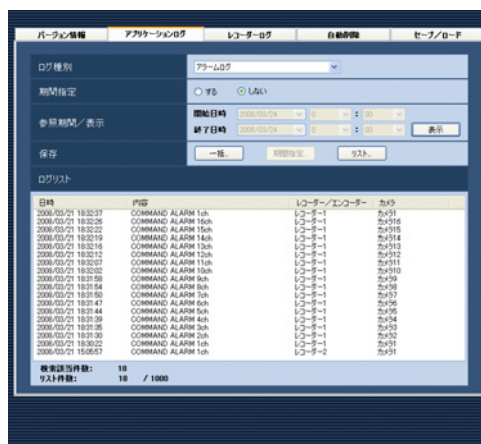 バージョン情報 アプリケーションログ レコーダーログ 自動削除 セーブ/ロード
ログ種別 アラームログ
期間指定 する しない
参照期間/表示 開始日時 2008/03/24 0 : 00
終了日時 2008/03/24 0 : 00 表示
保存 一括.. 期間指定.. リスト..
ログリスト
日時 内容 レコーダー/エンコーダー カメラ
2008/03/21 18:32:37 COMMAND ALARM 1ch レコーダー1 カメラ1
2008/03/21 18:32:26 COMMAND ALARM 16ch レコーダー1 カメラ16
2008/03/21 18:32:22 COMMAND ALARM 15ch レコーダー1 カメラ15
2008/03/21 18:32:19 COMMAND ALARM 14ch レコーダー1 カメラ14
2008/03/21 18:32:16 COMMAND ALARM 13ch レコーダー1 カメラ13
2008/03/21 18:32:12 COMMAND ALARM 12ch レコーダー1 カメラ12
2008/03/21 18:32:07 COMMAND ALARM 11ch レコーダー1 カメラ11
2008/03/21 18:32:02 COMMAND ALARM 10ch レコーダー1 カメラ10
2008/03/21 18:31:58 COMMAND ALARM 9ch レコーダー1 カメラ9
2008/03/21 18:31:54 COMMAND ALARM 8ch レコーダー1 カメラ8
2008/03/21 18:31:50 COMMAND ALARM 7ch レコーダー1 カメラ7
2008/03/21 18:31:47 COMMAND ALARM 6ch レコーダー1 カメラ6
2008/03/21 18:31:44 COMMAND ALARM 5ch レコーダー1 カメラ5
2008/03/21 18:31:39 COMMAND ALARM 4ch レコーダー1 カメラ4
2008/03/21 18:31:35 COMMAND ALARM 3ch レコーダー1 カメラ3
2008/03/21 18:31:30 COMMAND ALARM 2ch レコーダー1 カメラ2
2008/03/21 18:30:22 COMMAND ALARM 1ch レコーダー1 カメラ1
2008/03/21 15:05:57 COMMAND ALARM 1ch レコーダー2 カメラ1
検索該当件数: 18
リスト件数: 18 / 1000